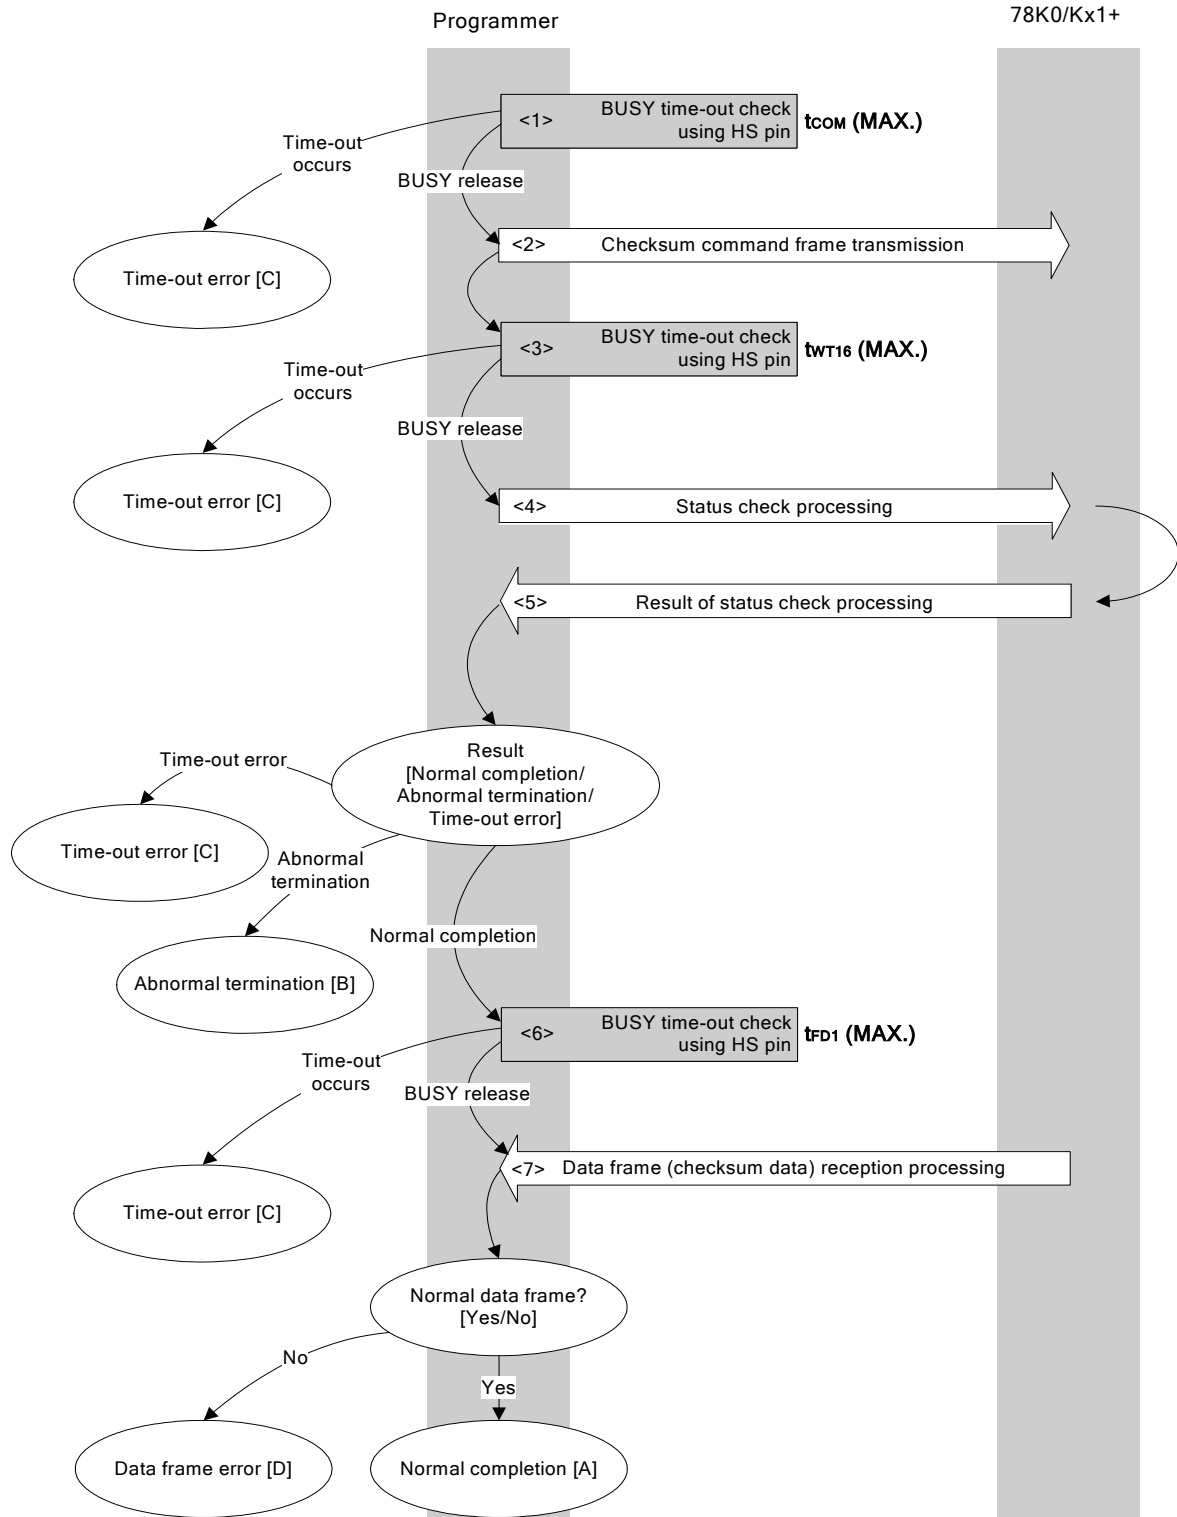 Programmer
78K0/Kx1+
<1>
BUSY time-out check
using HS pin
tCOM (MAX.)
Time-out
occurs
BUSY release
<2> Checksum command frame transmission
Time-out error [C]
<3>
BUSY time-out check
using HS pin
tWT16 (MAX.)
Time-out
occurs
BUSY release
Time-out error [C]
<4> Status check processing
<5> Result of status check processing
Result
[Normal completion/
Abnormal termination/
Time-out error]
Time-out error
Time-out error [C]
Abnormal
termination
Normal completion
Abnormal termination [B]
<6>
BUSY time-out check
using HS pin
tFD1 (MAX.)
Time-out
occurs
BUSY release
<7> Data frame (checksum data) reception processing
Time-out error [C]
Normal data frame?
[Yes/No]
No
Yes
Data frame error [D]
Normal completion [A]